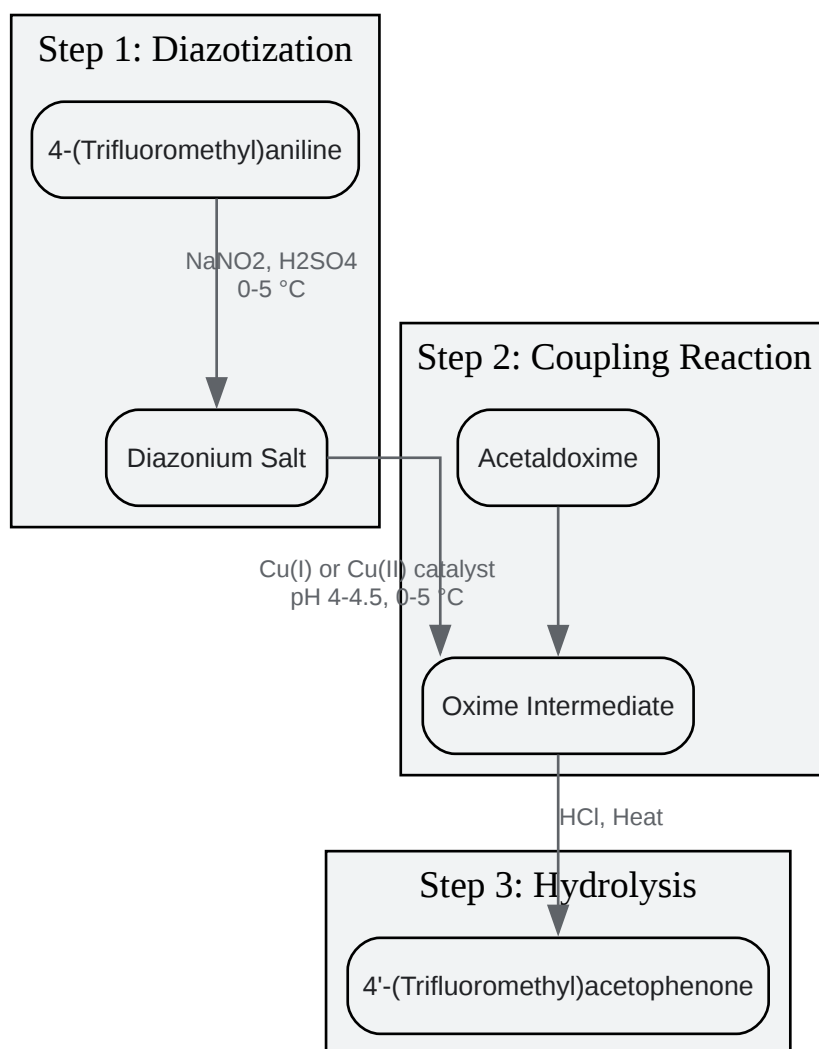 Step 1: Diazotization
4-(Trifluoromethyl)aniline
NaNO2, H2SO4
0-5 °C
Diazonium Salt
Step 2: Coupling Reaction
Acetaldoxime
Cu(I) or Cu(II) catalyst
pH 4-4.5, 0-5 °C
Oxime Intermediate
HCl, Heat
Step 3: Hydrolysis
4'-(Trifluoromethyl)acetophenone